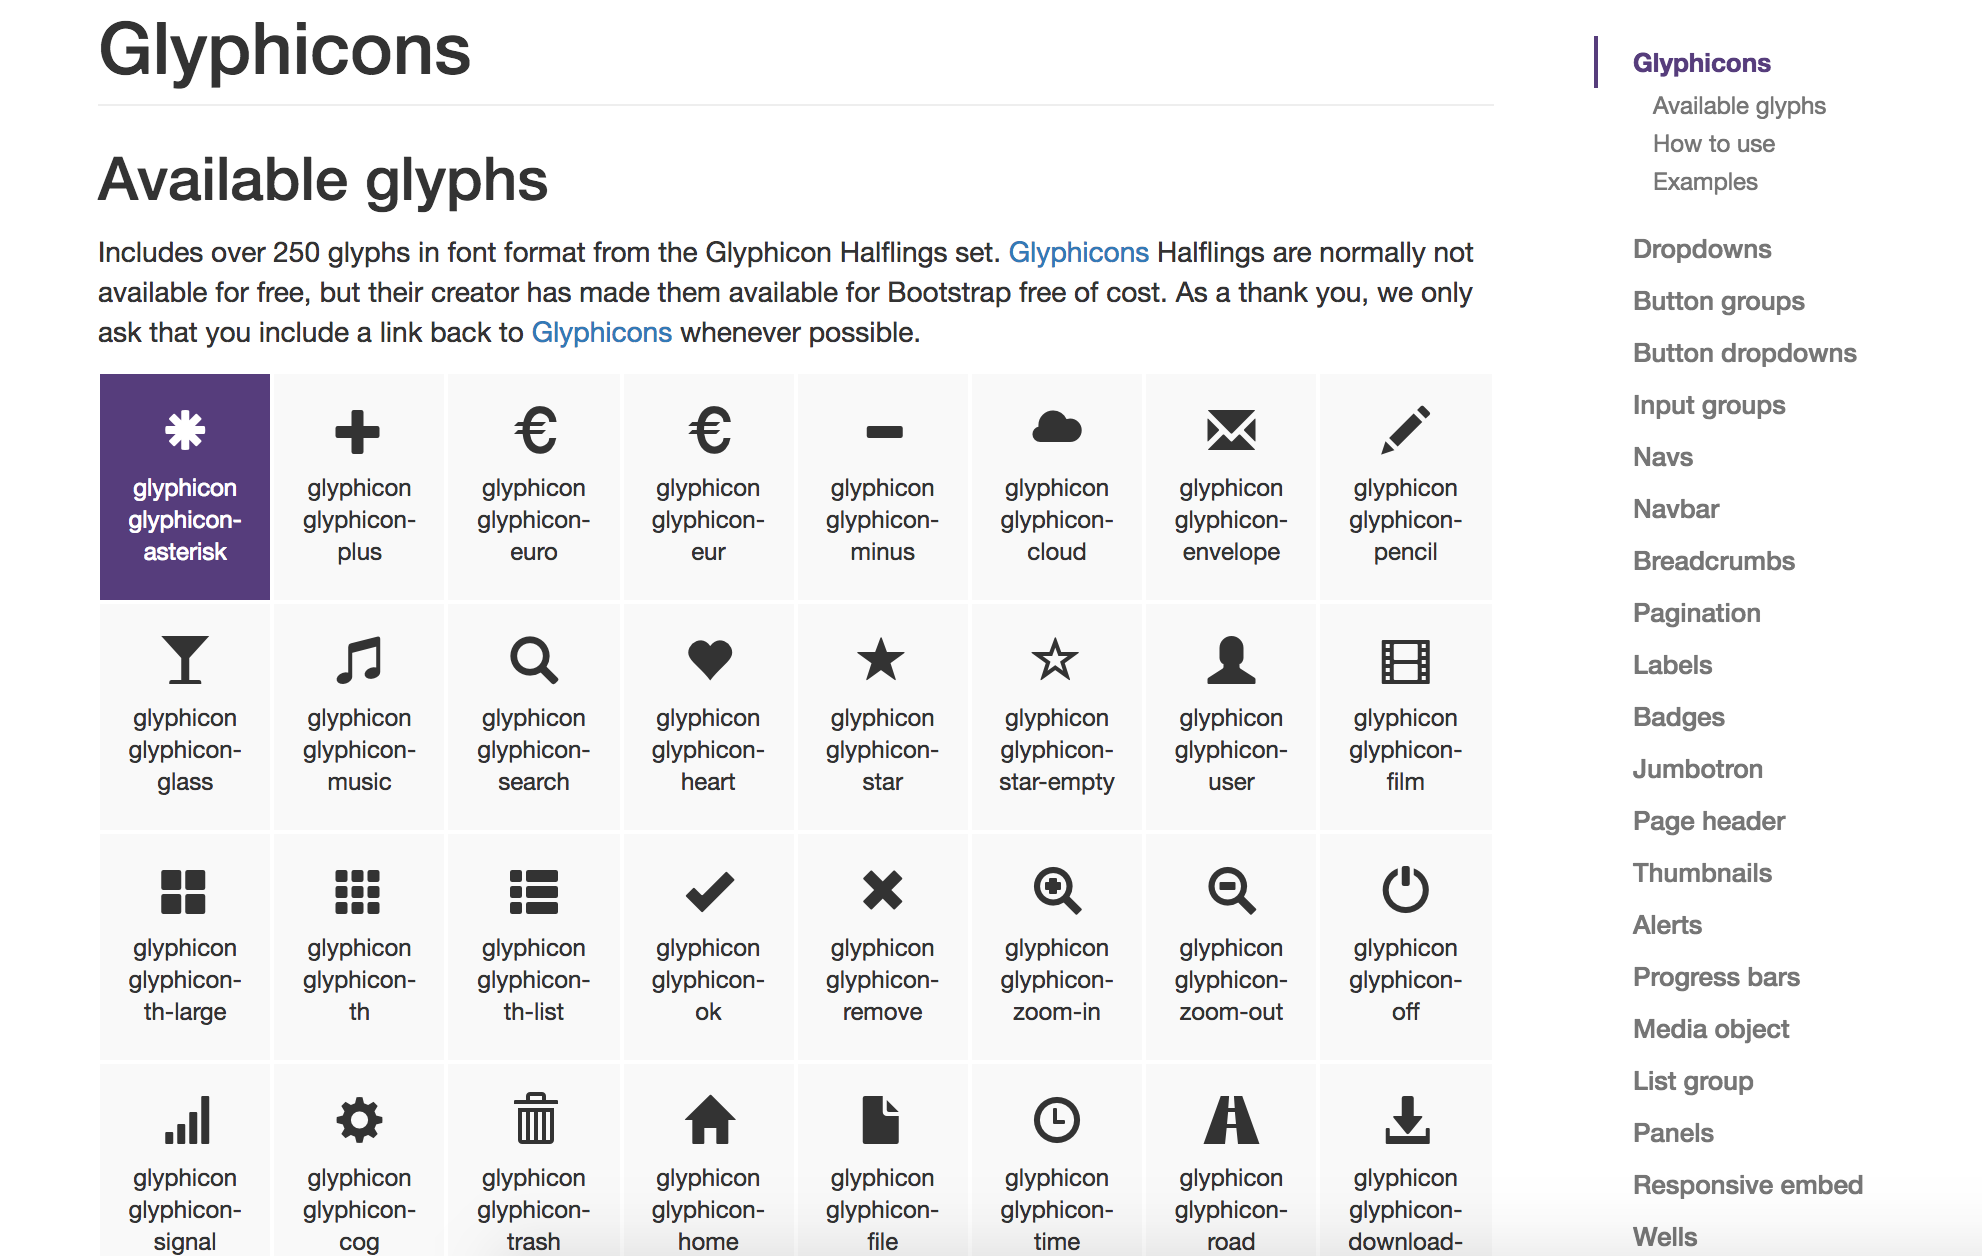 Glyphicons
Available glyphs
Includes over 250 glyphs in font format from the Glyphicon Halflings set. Glyphicons Halflings are normally not
available for free, but their creator has made them available for Bootstrap free of cost. As a thank you, we only
ask that you include a link back to Glyphicons whenever possible.
glyphicon
glyphicon-
asterisk
glyphicon
glyphicon-
plus
glyphicon
glyphicon-
euro
glyphicon
glyphicon-
eur
glyphicon
glyphicon-
minus
glyphicon
glyphicon-
cloud
glyphicon
glyphicon-
envelope
glyphicon
glyphicon-
pencil
glyphicon
glyphicon-
glass
glyphicon
glyphicon-
music
glyphicon
glyphicon-
search
glyphicon
glyphicon-
heart
glyphicon
glyphicon-
star
glyphicon
glyphicon-
star-empty
glyphicon
glyphicon-
user
glyphicon
glyphicon-
film
glyphicon
glyphicon-
th-large
glyphicon
glyphicon-
th
glyphicon
glyphicon-
th-list
glyphicon
glyphicon-
ok
glyphicon
glyphicon-
remove
glyphicon
glyphicon-
zoom-in
glyphicon
glyphicon-
zoom-out
glyphicon
glyphicon-
off
glyphicon
glyphicon-
signal
glyphicon
glyphicon-
cog
glyphicon
glyphicon-
trash
glyphicon
glyphicon-
home
glyphicon
glyphicon-
file
glyphicon
glyphicon-
time
glyphicon
glyphicon-
road
glyphicon
glyphicon-
download-
Glyphicons
Available glyphs
How to use
Examples
Dropdowns
Button groups
Button dropdowns
Input groups
Navs
Navbar
Breadcrumbs
Pagination
Labels
Badges
Jumbotron
Page header
Thumbnails
Alerts
Progress bars
Media object
List group
Panels
Responsive embed
Wells